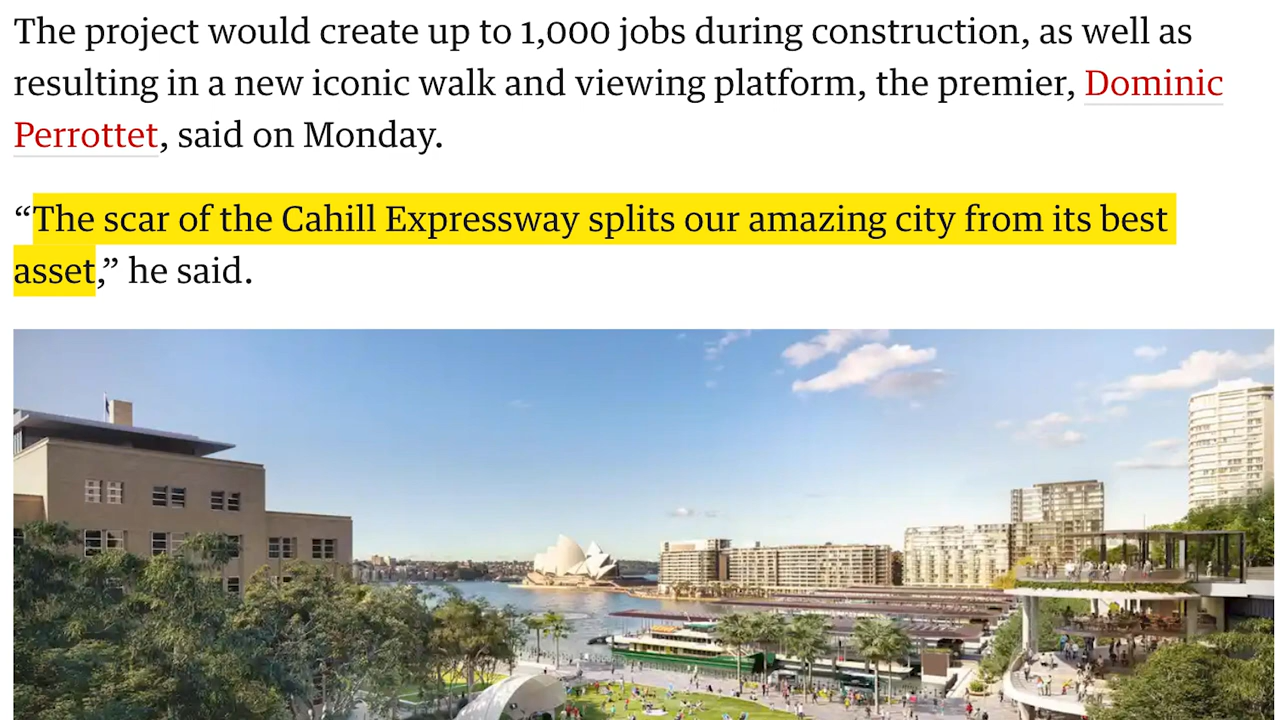 The project would create up to 1,000 jobs during construction, as well as
resulting in a new iconic walk and viewing platform, the premier, Dominic
Perrottet, said on Monday.
“The scar of the Cahill Expressway splits our amazing city from its best
asset,” he said.